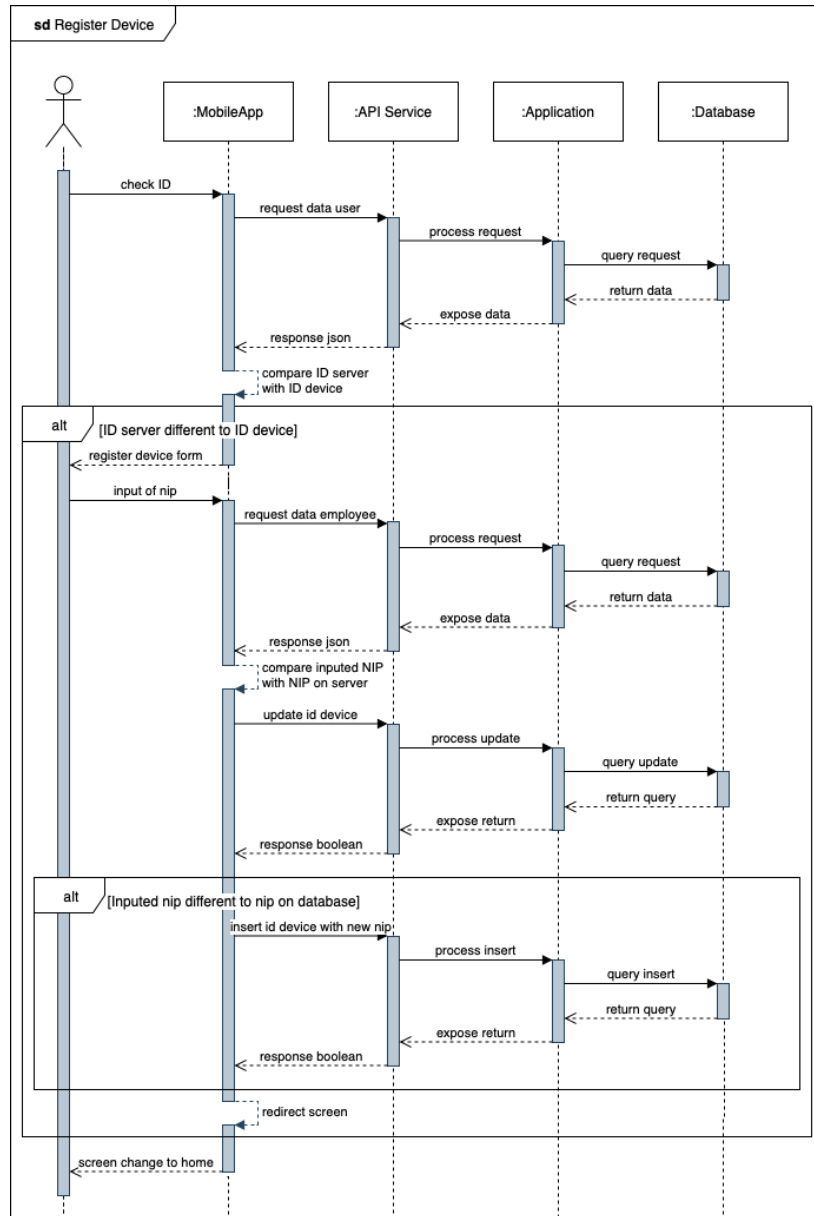 sd Register Device
:MobileApp
:API Service
:Application
:Database
check ID
request data user
process request
query request
return data
expose data
response json
compare ID server
with ID device
alt
[ID server different to ID device]
register device form
input of nip
request data employee
process request
query request
return data
expose data
response json
compare inputed NIP
with NIP on server
update id device
process update
query update
return query
expose return
response boolean
alt
[Inputed nip different to nip on database]
insert id device with new nip
process insert
query insert
return query
expose return
response boolean
redirect screen
screen change to home